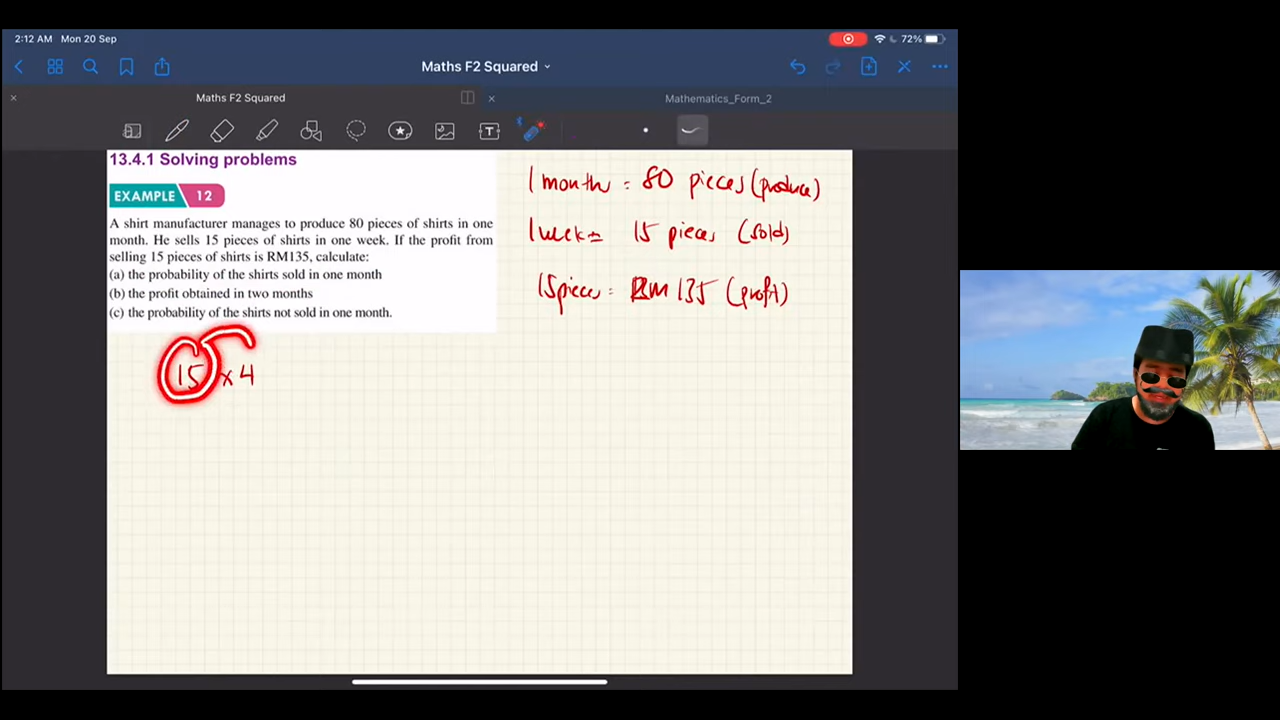 2:12 AM Mon 20 Sep
72%
Maths F2 Squared
Maths F2 Squared
Mathematics_Form_2
T
13.4.1 Solving problems
EXAMPLE 12
A shirt manufacturer manages to produce 80 pieces of shirts in one
month. He sells 15 pieces of shirts in one week. If the profit from
selling 15 pieces of shirts is RM135, calculate:
(a) the probability of the shirts sold in one month
(b) the profit obtained in two months
(c) the probability of the shirts not sold in one month.
1 month = 80 pieces (produce)
1 week = 15 pieces (sold)
15 pieces = RM 135 (profit)
15 x 4